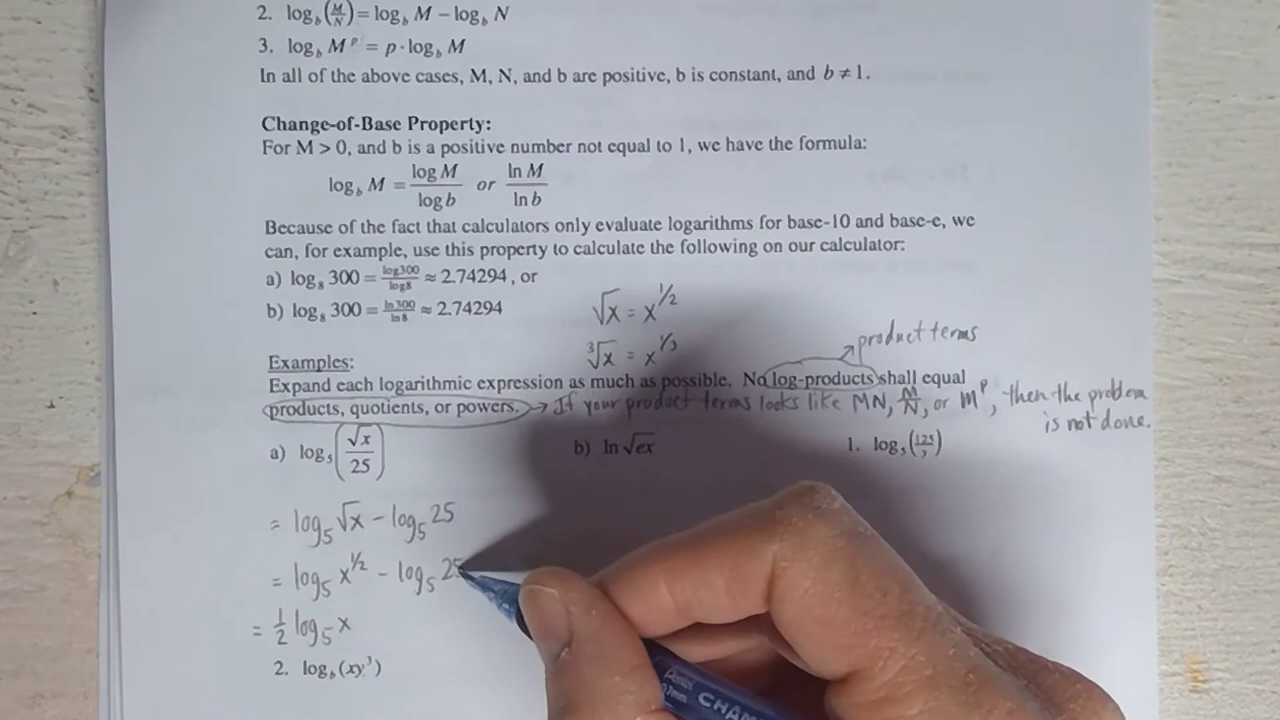 2. log_b(M/N) = log_b M − log_b N
3. log_b M^p = p · log_b M
In all of the above cases, M, N, and b are positive, b is constant, and b ≠ 1.
Change-of-Base Property:
For M > 0, and b is a positive number not equal to 1, we have the formula:
log_b M = log M / log b or ln M / ln b
Because of the fact that calculators only evaluate logarithms for base-10 and base-e, we
can, for example, use this property to calculate the following on our calculator:
a) log_8 300 = log300/log8 ≈ 2.74294, or
b) log_8 300 = ln300/ln8 ≈ 2.74294
√x = x^1/2
∛x = x^1/3
product terms
Examples:
Expand each logarithmic expression as much as possible. No log-products shall equal
products, quotients, or powers. → If your product terms looks like MN, M/N, or M^p, then the problem
is not done.
a) log_5(√x/25) b) ln√ex 1. log_5(125/)
= log_5 √x − log_5 25
= log_5 x^1/2 − log_5 25
= 1/2 log_5 x
2. log_b(xy^3)
Pentel
0.7mm
CHAMP